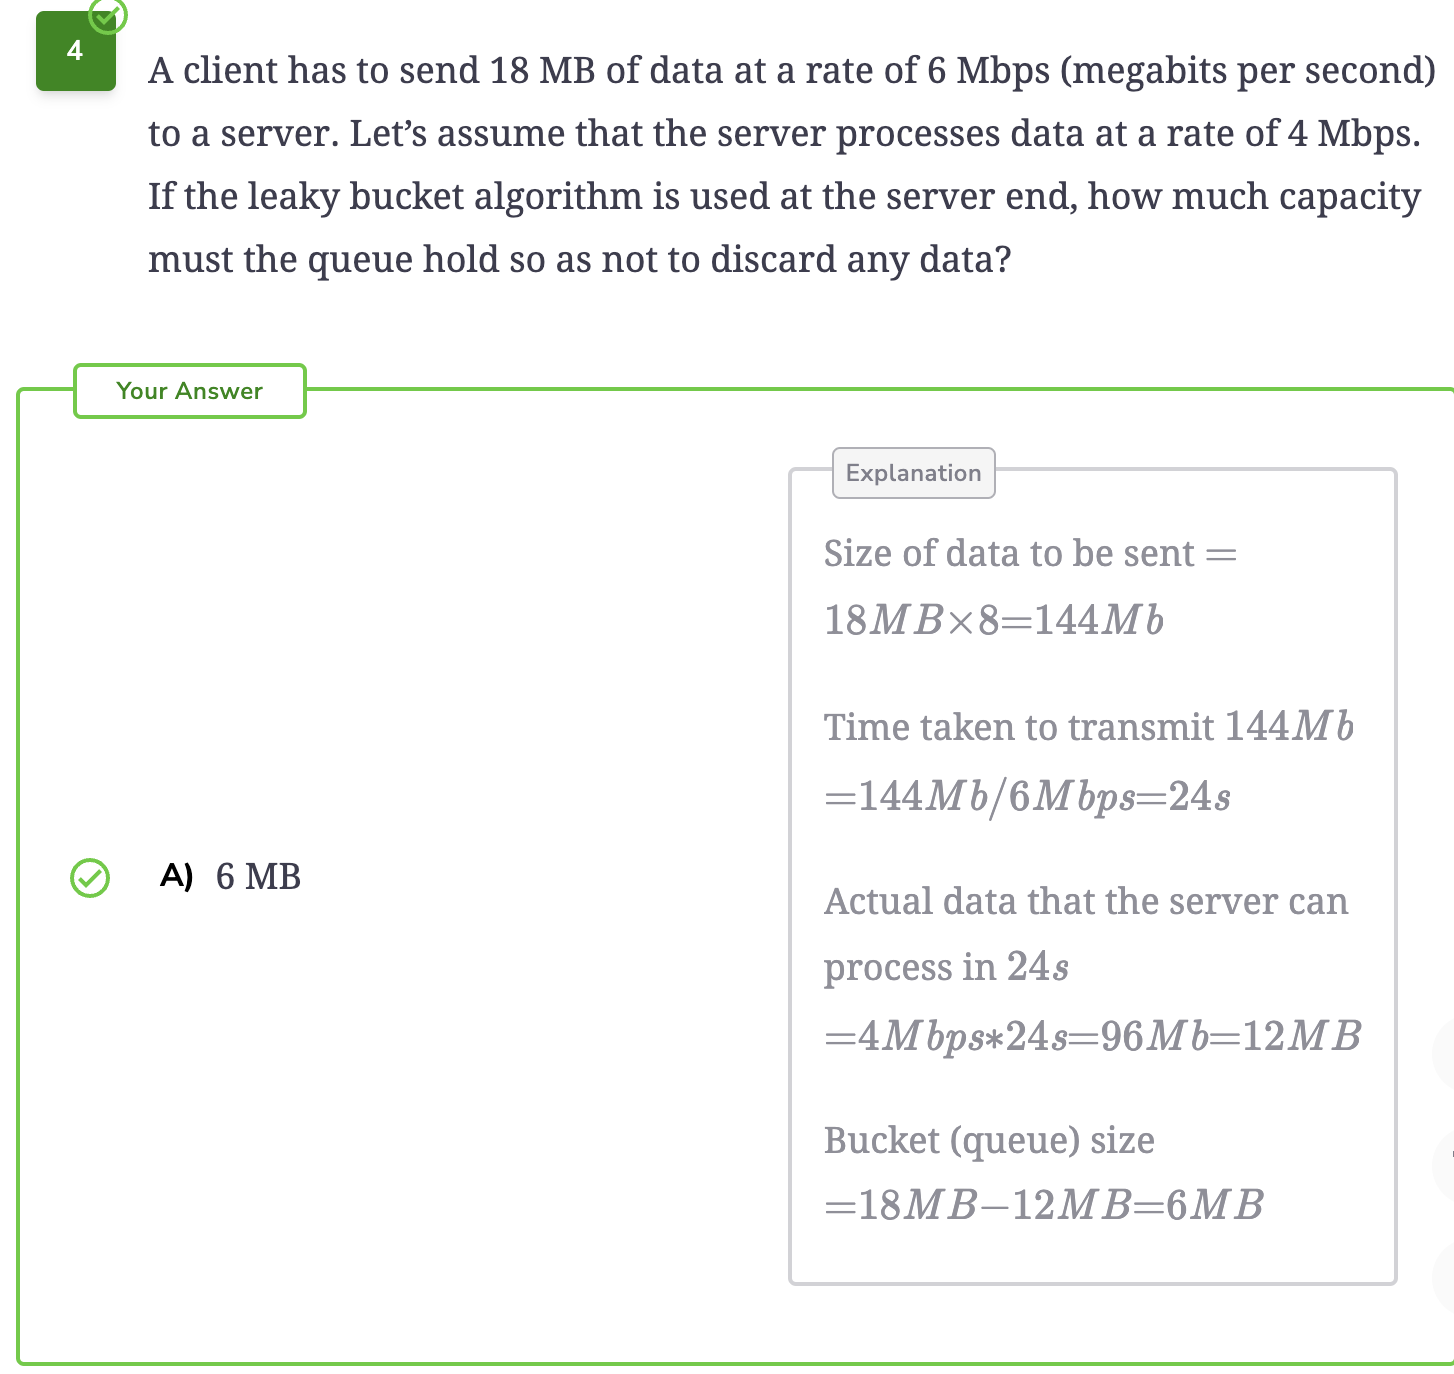 4
A client has to send 18 MB of data at a rate of 6 Mbps (megabits per second)
to a server. Let’s assume that the server processes data at a rate of 4 Mbps.
If the leaky bucket algorithm is used at the server end, how much capacity
must the queue hold so as not to discard any data?
Your Answer
A) 6 MB
Explanation
Size of data to be sent =
18MB×8=144Mb
Time taken to transmit 144Mb
=144Mb/6Mbps=24s
Actual data that the server can
process in 24s
=4Mbps*24s=96Mb=12MB
Bucket (queue) size
=18MB−12MB=6MB